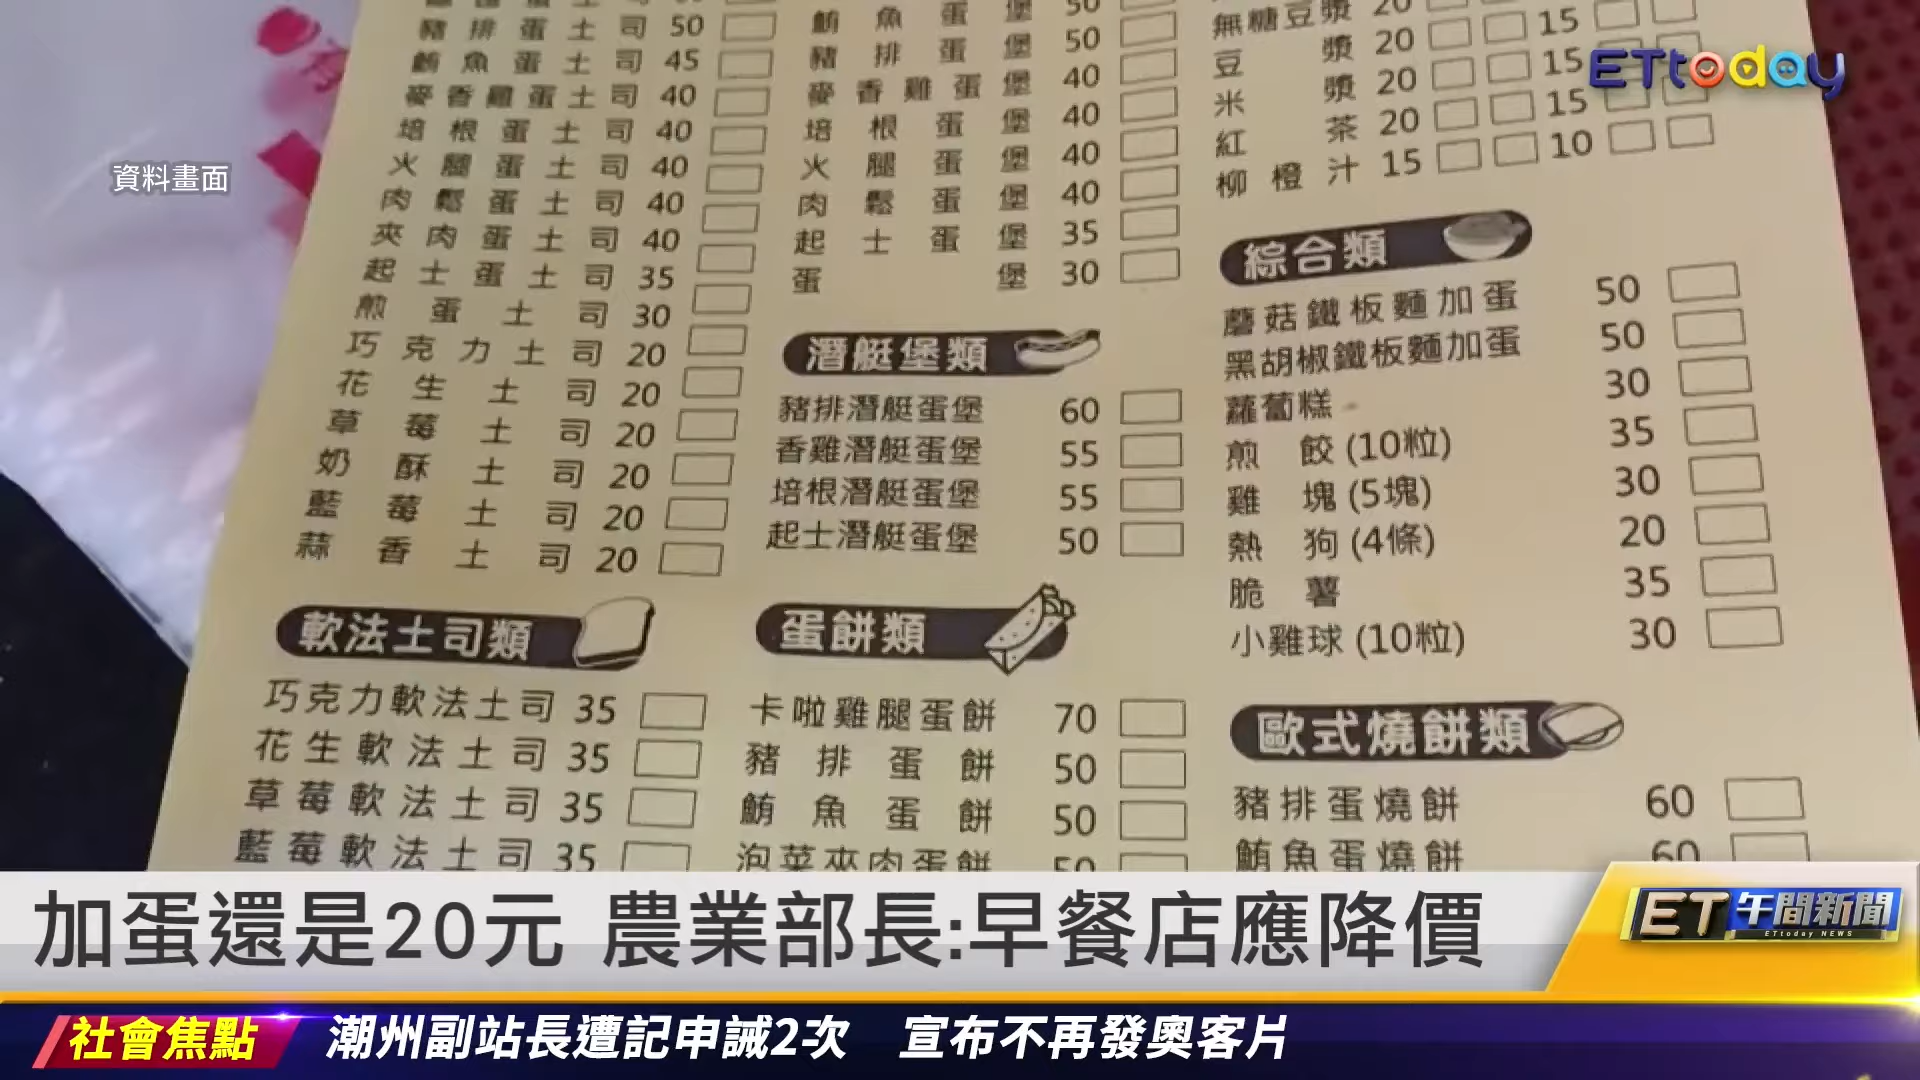 豬排蛋土司 50
鮪魚蛋土司 45
麥香雞蛋土司 40
培根蛋土司 40
火腿蛋土司 40
肉鬆蛋土司 40
夾肉蛋土司 40
起士蛋土司 35
煎蛋土司 30
巧克力土司 20
花生土司 20
草莓土司 20
奶酥土司 20
藍莓土司 20
蒜香土司 20
軟法土司類
巧克力軟法土司 35
花生軟法土司 35
草莓軟法土司 35
藍莓軟法土司 35
鮪魚蛋堡 50
豬排蛋堡 50
麥香雞蛋堡 40
培根蛋堡 40
火腿蛋堡 40
肉鬆蛋堡 40
起士蛋堡 35
蛋堡 30
潛艇堡類
豬排潛艇蛋堡 60
香雞潛艇蛋堡 55
培根潛艇蛋堡 55
起士潛艇蛋堡 50
蛋餅類
卡啦雞腿蛋餅 70
豬排蛋餅 50
鮪魚蛋餅 50
泡菜夾肉蛋餅 50
無糖豆漿 20 15
豆漿 20 15
米漿 20
紅茶 20 15
柳橙汁 15 10
綜合類
蘑菇鐵板麵加蛋 50
黑胡椒鐵板麵加蛋 50
蘿蔔糕 30
煎餃(10粒) 35
雞塊(5塊) 30
熱狗(4條) 20
脆薯 35
小雞球(10粒) 30
歐式燒餅類
豬排蛋燒餅 60
鮪魚蛋燒餅 60
資料畫面
ETtoday
加蛋還是20元 農業部長:早餐店應降價
ET午間新聞
ETtoday NEWS
社會焦點 潮州副站長遭記申誡2次 宣布不再發奧客片